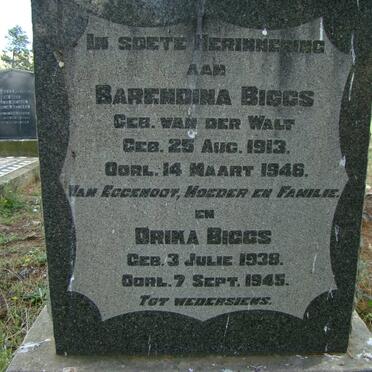 In Soete Herinnering
aan
Barendina Biggs
Geb. van der Walt
Geb. 25 Aug. 1913.
Oorl. 14 Maart 1946.
Van Eggenoot, Moeder en Familie.
en
Drika Biggs
Geb. 3 Julie 1938.
Oorl. 7 Sept. 1945.
Tot wedersiens.